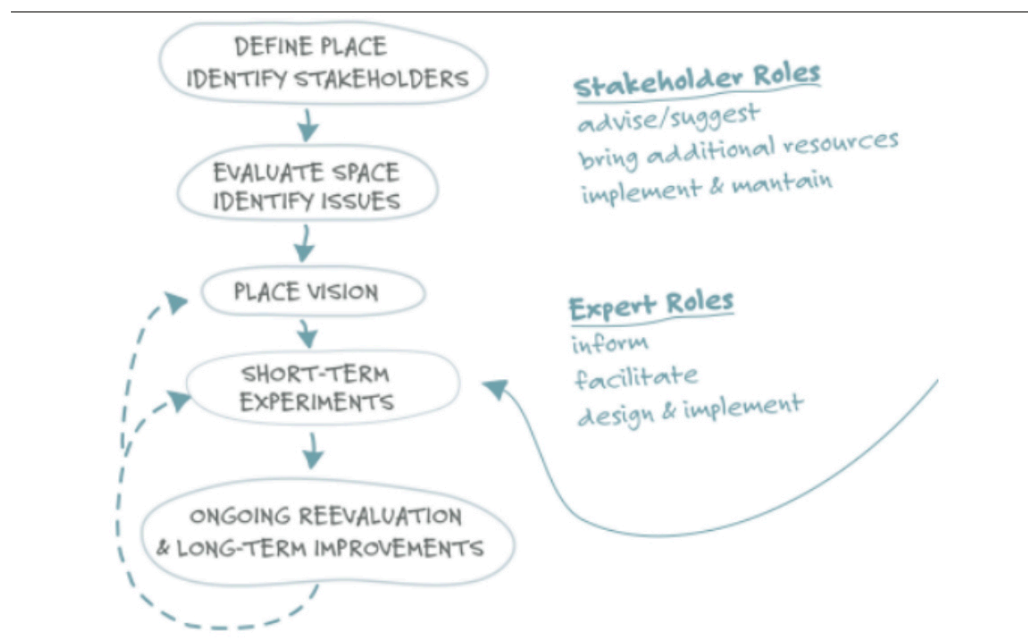 DEFINE PLACE
IDENTIFY STAKEHOLDERS
EVALUATE SPACE
IDENTIFY ISSUES
PLACE VISION
SHORT-TERM
EXPERIMENTS
ONGOING REEVALUATION
& LONG-TERM IMPROVEMENTS
Stakeholder Roles
advise/suggest
bring additional resources
implement & mantain
Expert Roles
inform
facilitate
design & implement